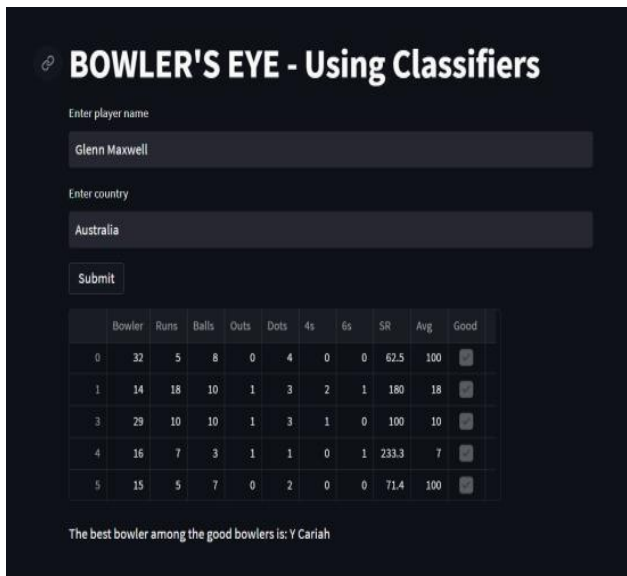 BOWLER'S EYE - Using Classifiers
Enter player name
Glenn Maxwell
Enter country
Australia
Submit
Bowler Runs Balls Outs Dots 4s 6s SR Avg Good
0 32 5 8 0 4 0 0 62.5 100
1 14 18 10 1 3 2 1 180 18
3 29 10 10 1 3 1 0 100 10
4 16 7 3 1 1 0 1 233.3 7
5 15 5 7 0 2 0 0 71.4 100
The best bowler among the good bowlers is: Y Cariah